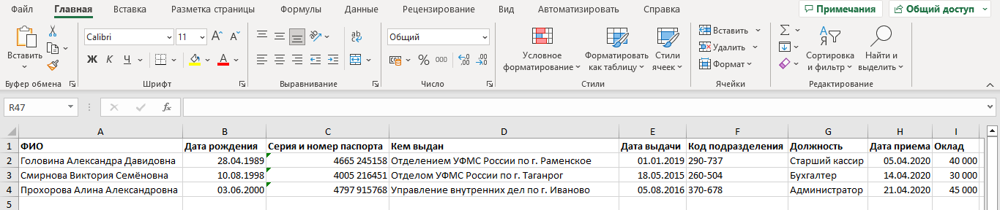 Файл Главная Вставка Разметка страницы Формулы Данные Рецензирование Вид Автоматизировать Справка Примечания Общий доступ
Calibri 11 A A ab Общий Вставить Σ
Вставить Ж К Ч А % 000 Условное форматирование Форматировать как таблицу Стили ячеек Удалить Формат Сортировка и фильтр Найти и выделить
Буфер обмена Шрифт Выравнивание Число Стили Ячейки Редактирование
R47 fx
A B C D E F G H I
1 ФИО Дата рождения Серия и номер паспорта Кем выдан Дата выдачи Код подразделения Должность Дата приема Оклад
2 Головина Александра Давидовна 28.04.1989 4665 245158 Отделением УФМС России по г. Раменское 01.01.2019 290-737 Старший кассир 05.04.2020 40 000
3 Смирнова Виктория Семёновна 10.08.1998 4005 216451 Отделом УФМС России по г. Таганрог 18.05.2015 260-504 Бухгалтер 14.04.2020 30 000
4 Прохорова Алина Александровна 03.06.2000 4797 915768 Управление внутренних дел по г. Иваново 05.08.2016 370-678 Администратор 21.04.2020 45 000
5